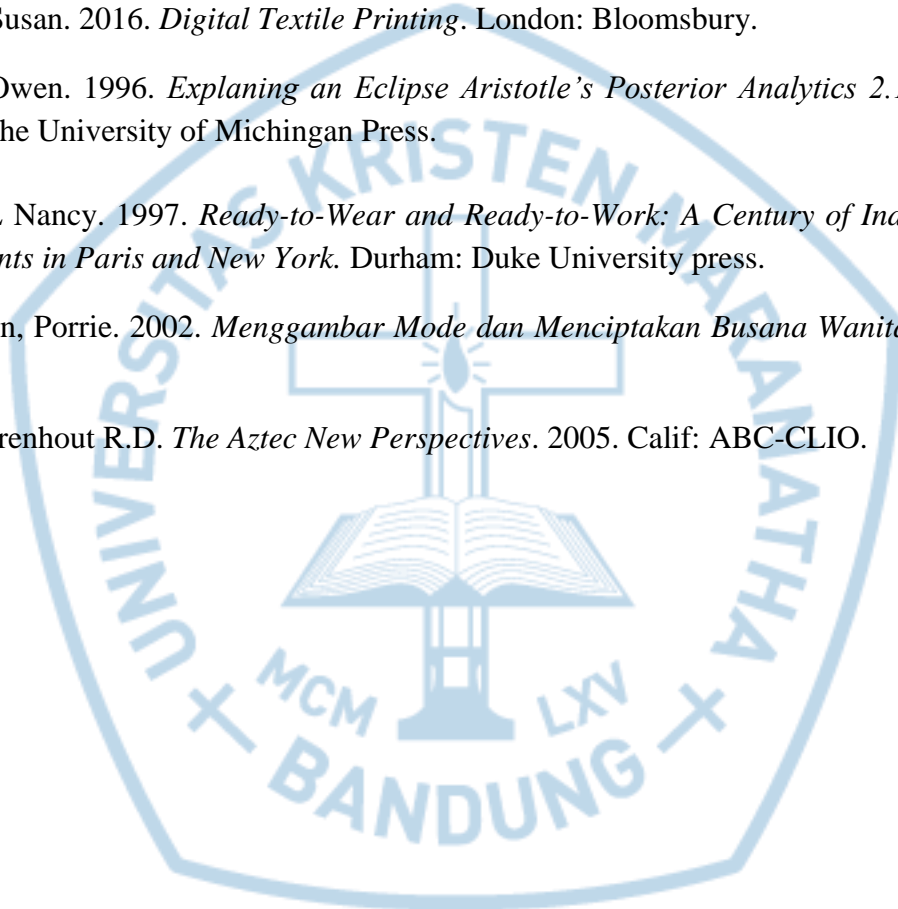 Susan. 2016. Digital Textile Printing. London: Bloomsbury.
Owen. 1996. Explaning an Eclipse Aristotle's Posterior Analytics 2.
he University of Michingan Press.
Nancy. 1997. Ready-to-Wear and Ready-to-Work: A Century of
nts in Paris and New York. Durham: Duke University press.
n, Porrie. 2002. Menggambar Mode dan Menciptakan Busana
renhout R.D. The Aztec New Perspectives. 2005. Calif: ABC-CLIO.
UNIVERSITAS KRISTEN MARANATHA
MCM LXV
BANDUNG